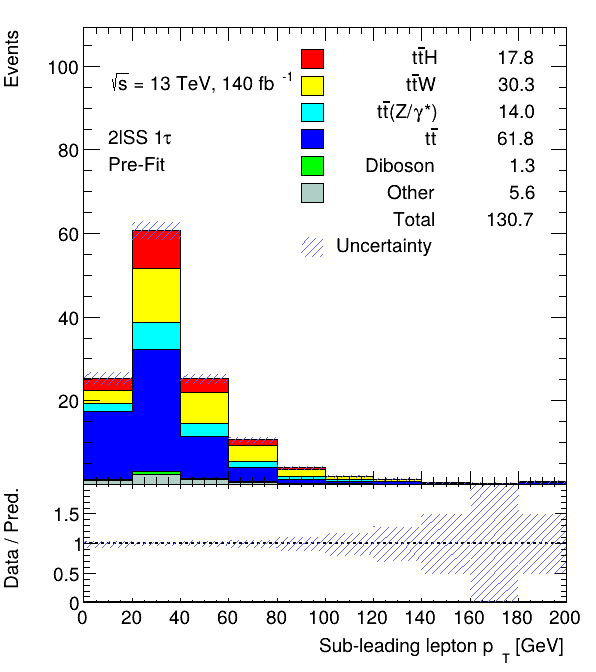 Events
100
80
60
40
20
√s = 13 TeV, 140 fb⁻¹
2lSS 1τ
Pre-Fit
tt̄H 17.8
tt̄W 30.3
tt̄(Z/γ*) 14.0
tt̄ 61.8
Diboson 1.3
Other 5.6
Total 130.7
Uncertainty
Data / Pred.
1.5
1
0.5
0
0 20 40 60 80 100 120 140 160 180 200
Sub-leading lepton p_T [GeV]